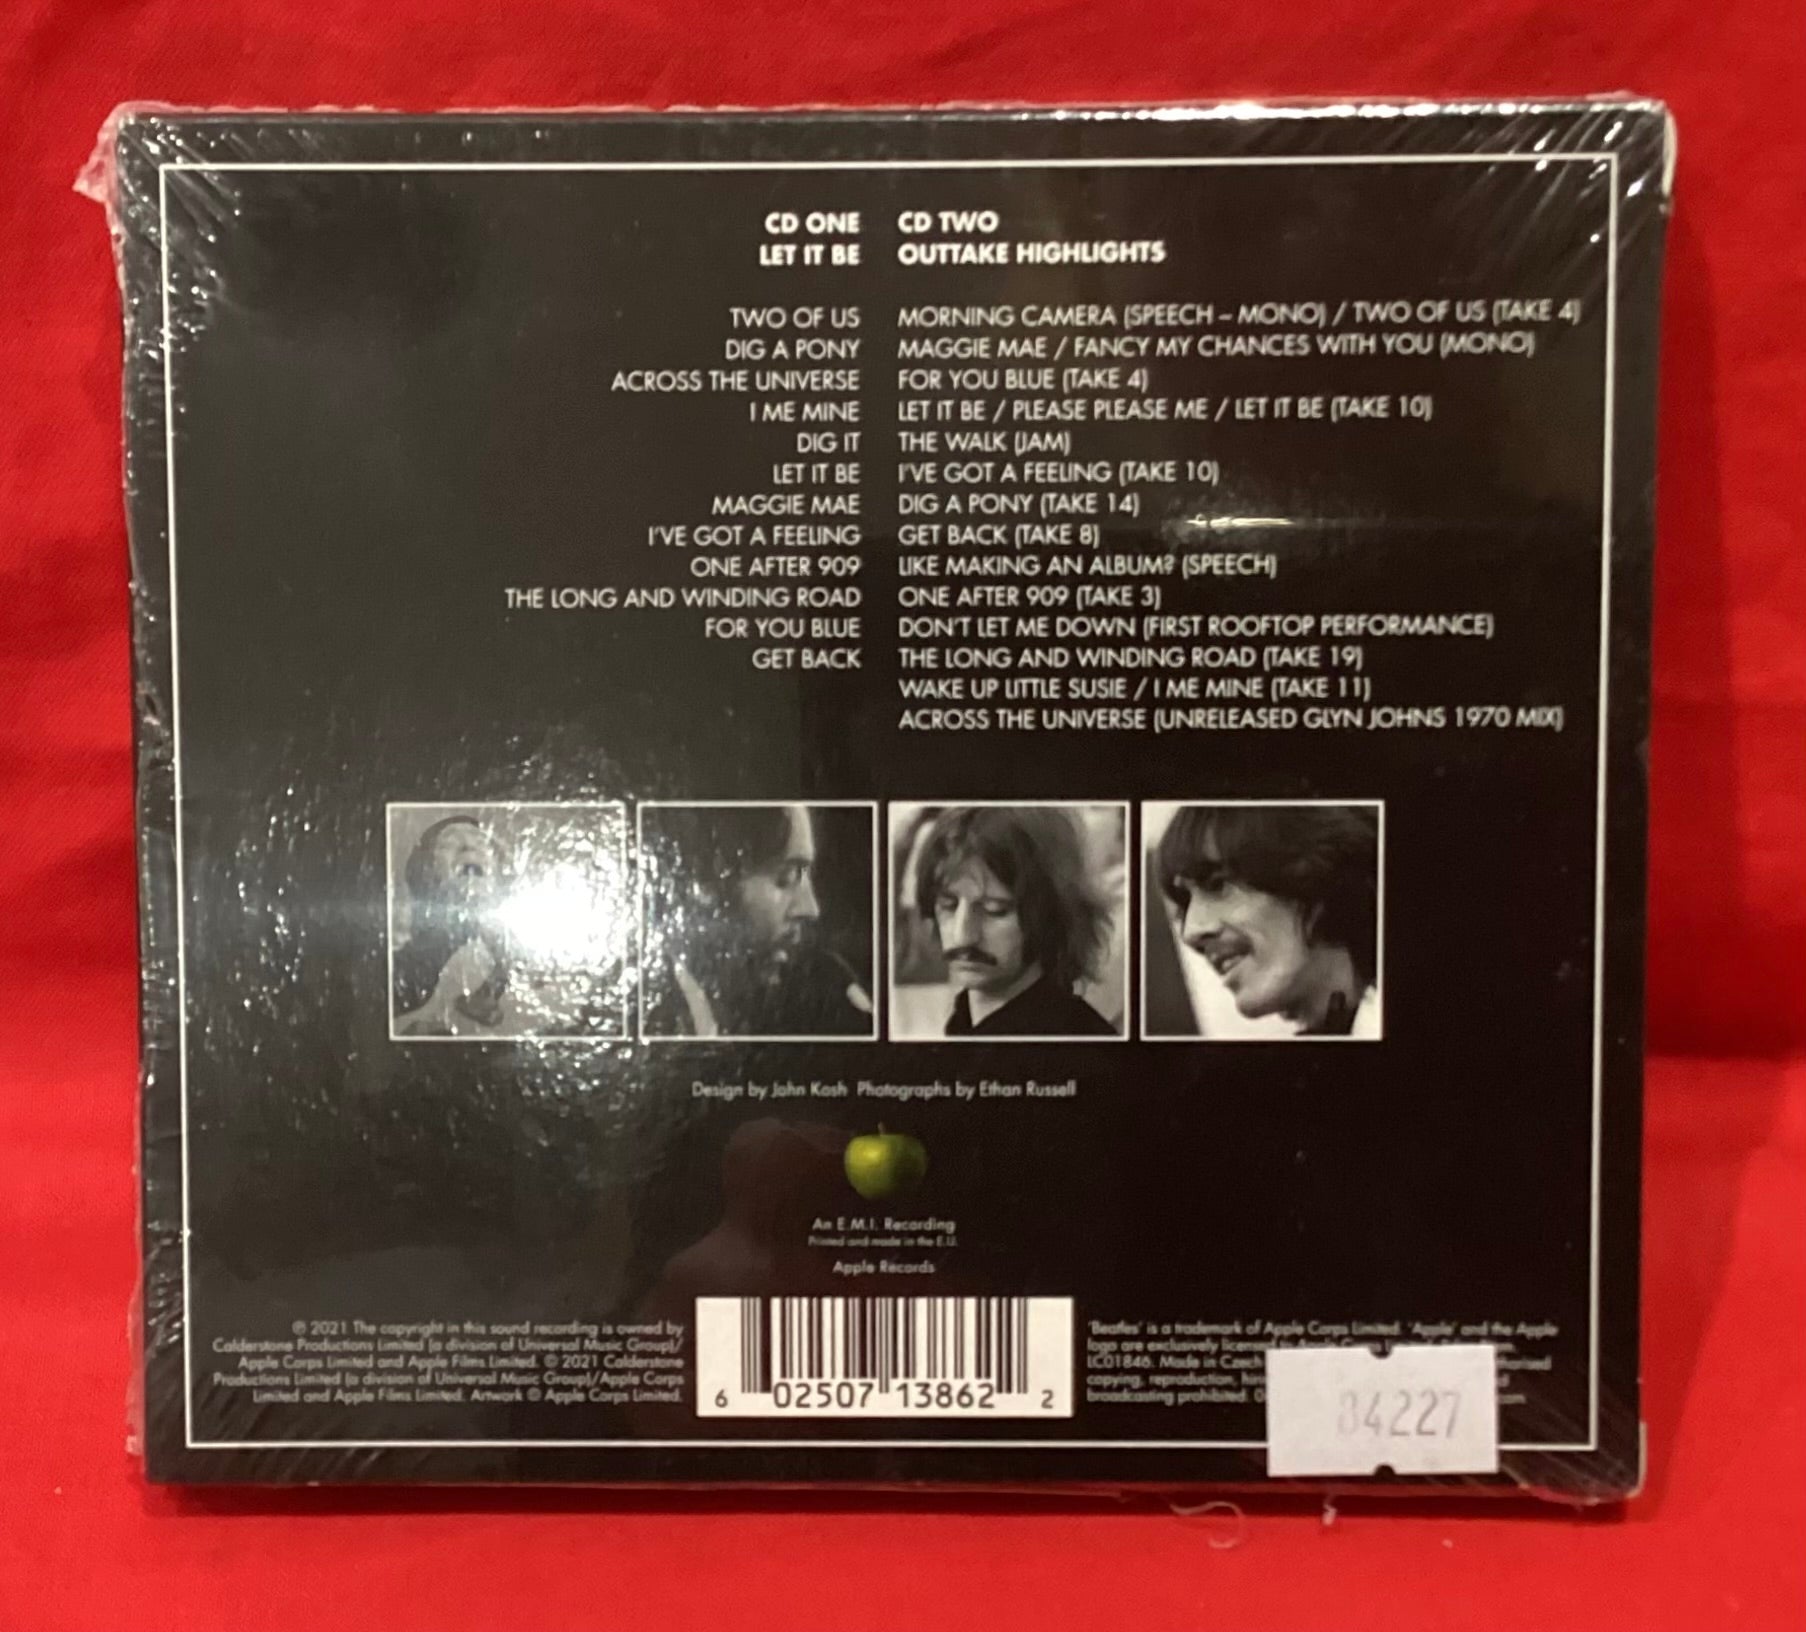 CD ONE
LET IT BE
TWO OF US
DIG A PONY
ACROSS THE UNIVERSE
I ME MINE
DIG IT
LET IT BE
MAGGIE MAE
I'VE GOT A FEELING
ONE AFTER 909
THE LONG AND WINDING ROAD
FOR YOU BLUE
GET BACK
CD TWO
OUTTAKE HIGHLIGHTS
MORNING CAMERA (SPEECH – MONO) / TWO OF US (TAKE 4)
MAGGIE MAE / FANCY MY CHANCES WITH YOU (MONO)
FOR YOU BLUE (TAKE 4)
LET IT BE / PLEASE PLEASE ME / LET IT BE (TAKE 10)
THE WALK (JAM)
I'VE GOT A FEELING (TAKE 10)
DIG A PONY (TAKE 14)
GET BACK (TAKE 8)
LIKE MAKING AN ALBUM? (SPEECH)
ONE AFTER 909 (TAKE 3)
DON'T LET ME DOWN (FIRST ROOFTOP PERFORMANCE)
THE LONG AND WINDING ROAD (TAKE 19)
WAKE UP LITTLE SUSIE / I ME MINE (TAKE 11)
ACROSS THE UNIVERSE (UNRELEASED GLYN JOHNS 1970 MIX)
Design by John Kosh Photographs by Ethan Russell
An E.M.I. Recording
Printed and made in the E.U.
Apple Records
℗ 2021 The copyright in this sound recording is owned by
Calderstone Productions Limited (a division of Universal Music Group)/
Apple Corps Limited and Apple Films Limited. © 2021 Calderstone
Productions Limited (a division of Universal Music Group)/Apple Corps
Limited and Apple Films Limited. Artwork © Apple Corps Limited.
6 02507 13862 2
'Beatles' is a trademark of Apple Corps Limited. 'Apple' and the Apple
logo are exclusively licensed to
LC01846. Made in Czech
copying, reproduction,
broadcasting prohibited.
84227